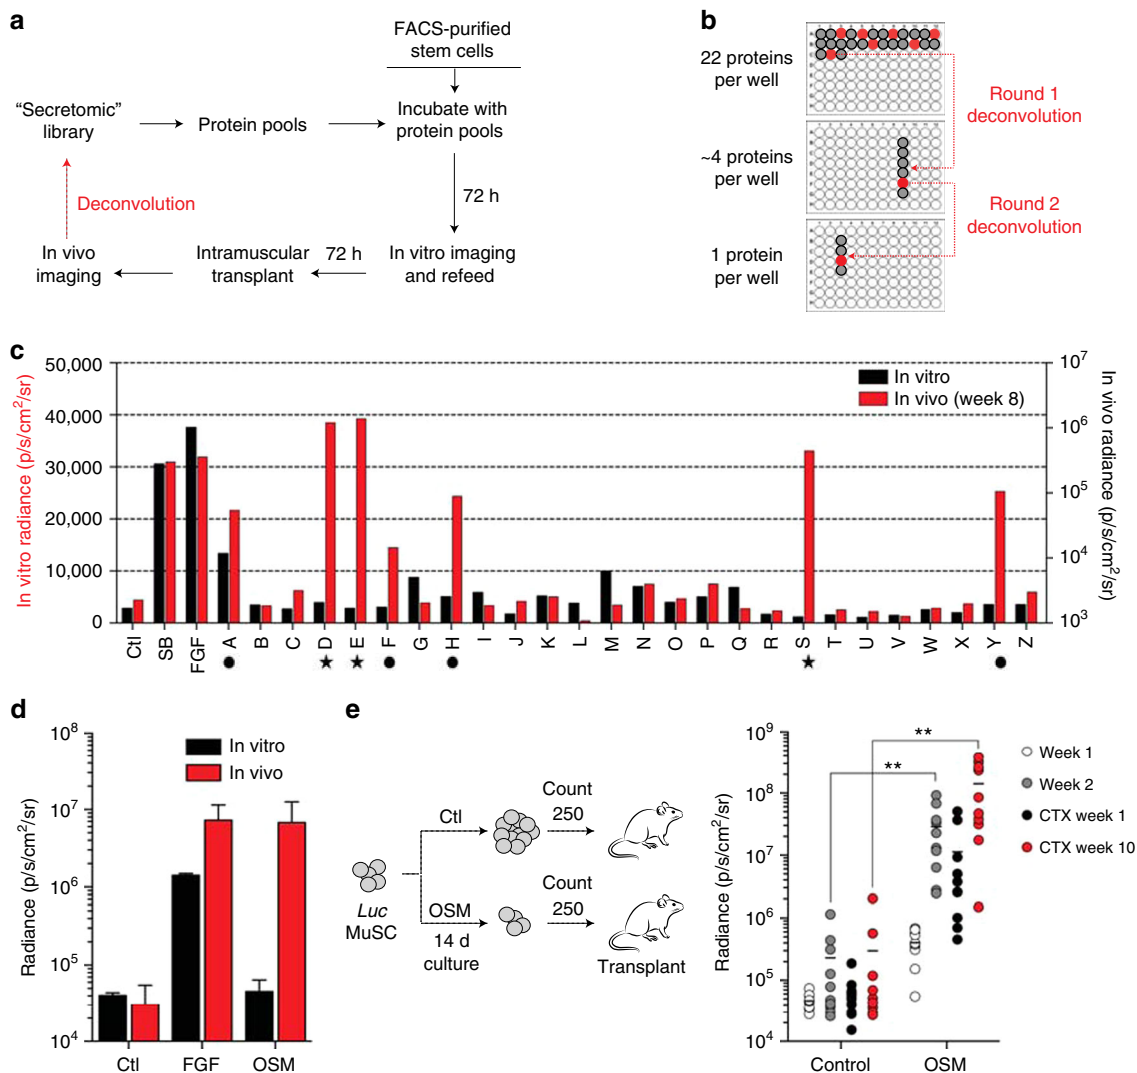 a
FACS-purified
stem cells
"Secretomic"
library
Protein pools
Incubate with
protein pools
72 h
Deconvolution
In vivo
imaging
Intramuscular
transplant
72 h
In vitro imaging
and refeed
b
22 proteins
per well
~4 proteins
per well
1 protein
per well
Round 1
deconvolution
Round 2
deconvolution
c
In vitro radiance (p/s/cm²/sr)
50,000
40,000
30,000
20,000
10,000
0
In vitro
In vivo (week 8)
10⁷
10⁶
10⁵
10⁴
10³
In vivo radiance (p/s/cm²/sr)
Ctl SB FGF A B C D E F G H I J K L M N O P Q R S T U V W X Y Z
d
Radiance (p/s/cm²/sr)
10⁸
10⁷
10⁶
10⁵
10⁴
In vitro
In vivo
Ctl FGF OSM
e
Luc
MuSC
Ctl
Count
250
OSM
14 d
culture
Count
250
Transplant
Radiance (p/s/cm²/sr)
10⁹
10⁸
10⁷
10⁶
10⁵
10⁴
**
**
Control OSM
Week 1
Week 2
CTX week 1
CTX week 10